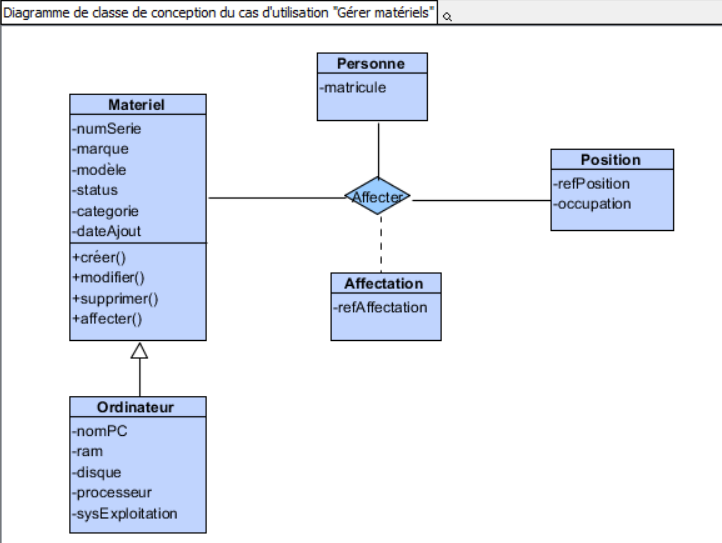 Diagramme de classe de conception du cas d'utilisation "Gérer matériels"
Personne
-matricule
Materiel
-numSerie
-marque
-modèle
-status
-categorie
-dateAjout
+créer()
+modifier()
+supprimer()
+affecter()
Affecter
Position
-refPosition
-occupation
Affectation
-refAffectation
Ordinateur
-nomPC
-ram
-disque
-processeur
-sysExploitation